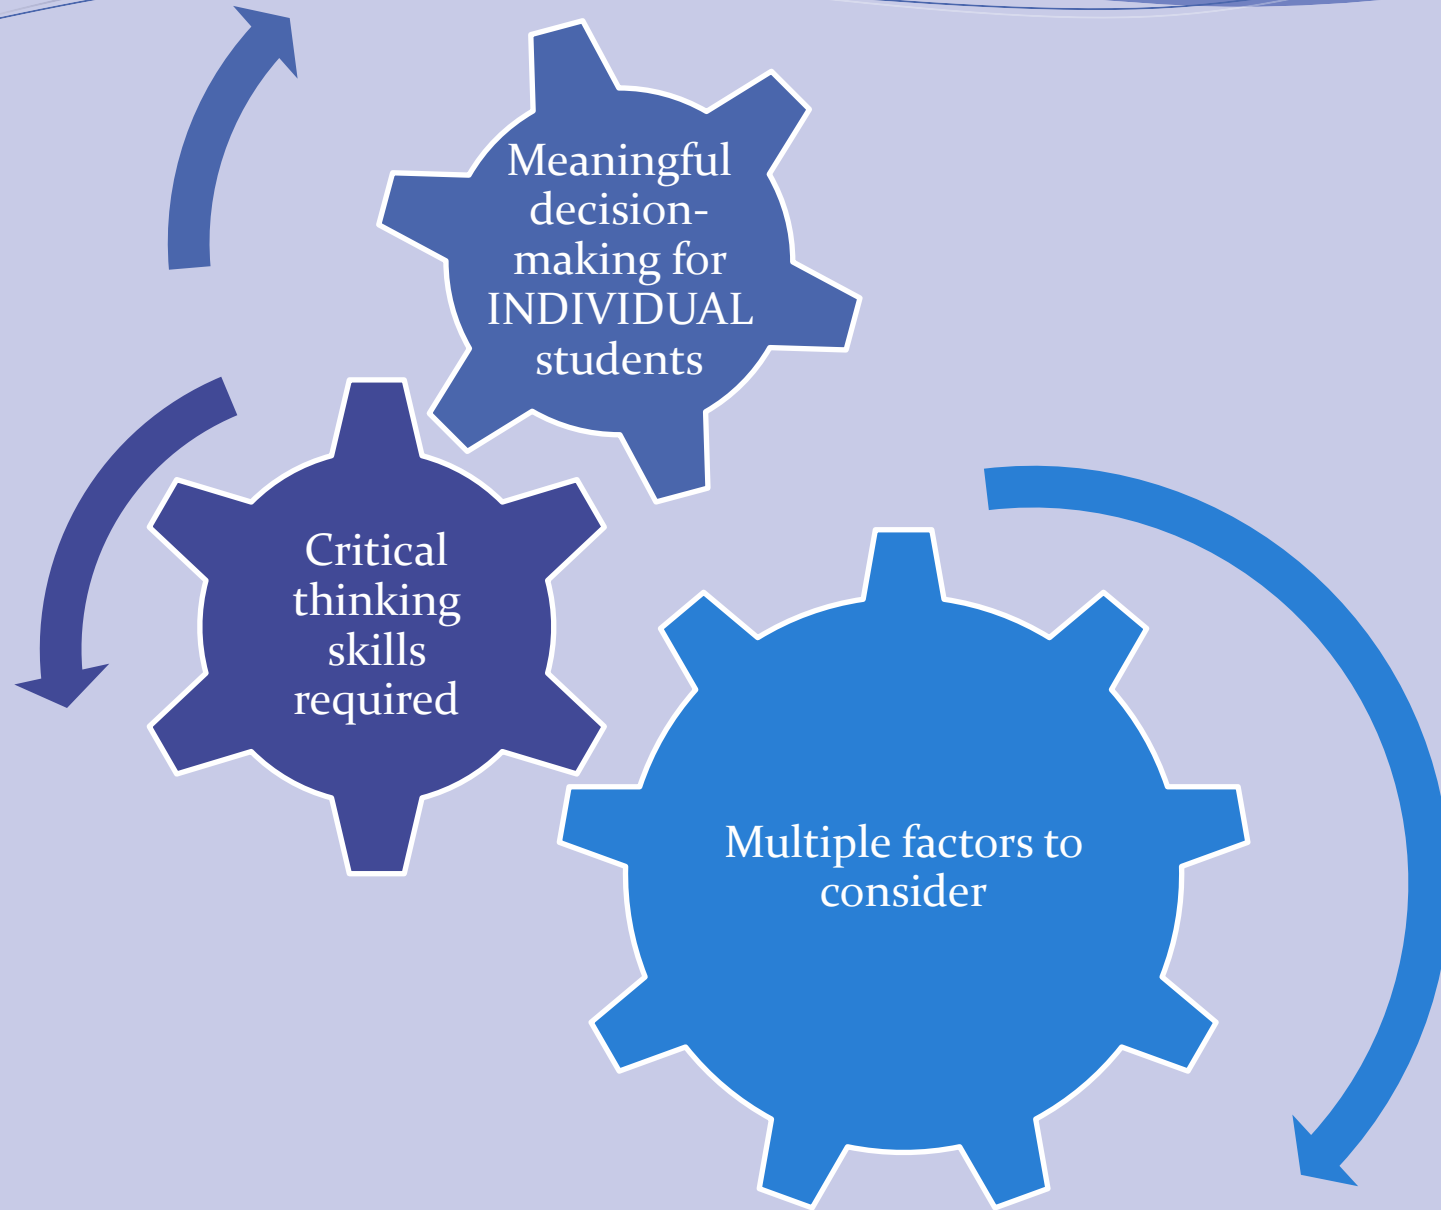 Meaningful
decision-
making for
INDIVIDUAL
students
Critical
thinking
skills
required
Multiple factors to
consider